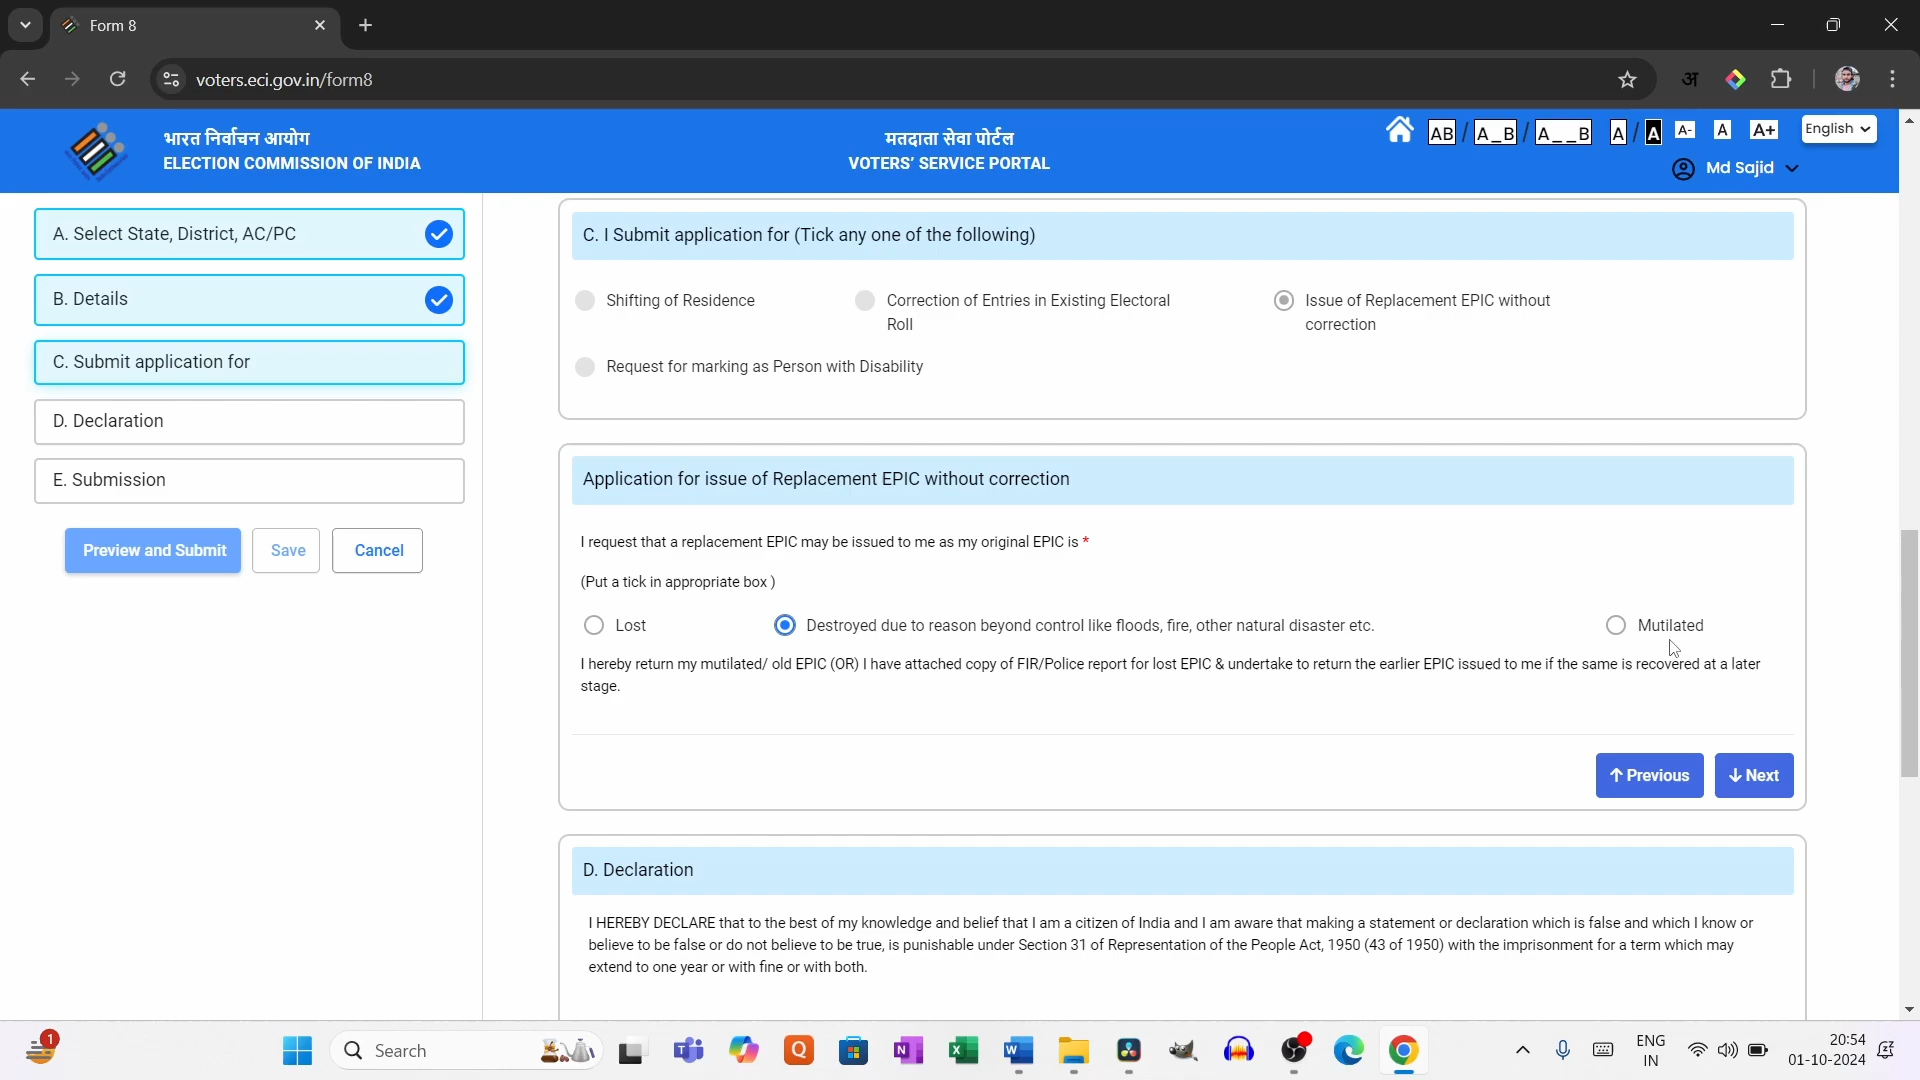 Form 8
voters.eci.gov.in/form8
अ
भारत निर्वाचन आयोग
ELECTION COMMISSION OF INDIA
मतदाता सेवा पोर्टल
VOTERS' SERVICE PORTAL
AB / A_B / A__B A / A A- A A+ English
Md Sajid
A. Select State, District, AC/PC
B. Details
C. Submit application for
D. Declaration
E. Submission
Preview and Submit Save Cancel
C. I Submit application for (Tick any one of the following)
Shifting of Residence
Correction of Entries in Existing Electoral
Roll
Issue of Replacement EPIC without
correction
Request for marking as Person with Disability
Application for issue of Replacement EPIC without correction
I request that a replacement EPIC may be issued to me as my original EPIC is *
(Put a tick in appropriate box )
Lost Destroyed due to reason beyond control like floods, fire, other natural disaster etc. Mutilated
I hereby return my mutilated/ old EPIC (OR) I have attached copy of FIR/Police report for lost EPIC & undertake to return the earlier EPIC issued to me if the same is recovered at a later
stage.
Previous Next
D. Declaration
I HEREBY DECLARE that to the best of my knowledge and belief that I am a citizen of India and I am aware that making a statement or declaration which is false and which I know or
believe to be false or do not believe to be true, is punishable under Section 31 of Representation of the People Act, 1950 (43 of 1950) with the imprisonment for a term which may
extend to one year or with fine or with both.
1
Search
ENG
IN
20:54
01-10-2024